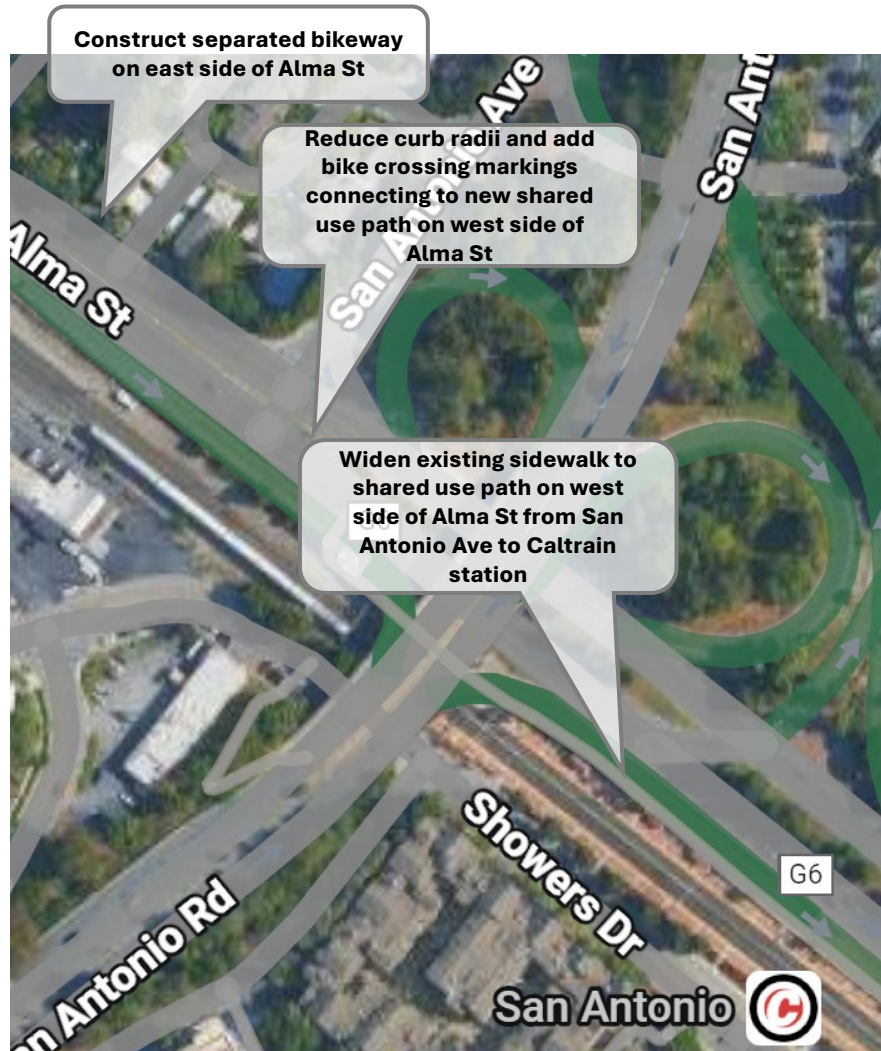 Construct separated bikeway
on east side of Alma St
San Antonio Ave
San Ant
Reduce curb radii and add
bike crossing markings
connecting to new shared
use path on west side of
Alma St
Alma St
Widen existing sidewalk to
shared use path on west
side of Alma St from San
Antonio Ave to Caltrain
station
Showers Dr
G6
an Antonio Rd
San Antonio